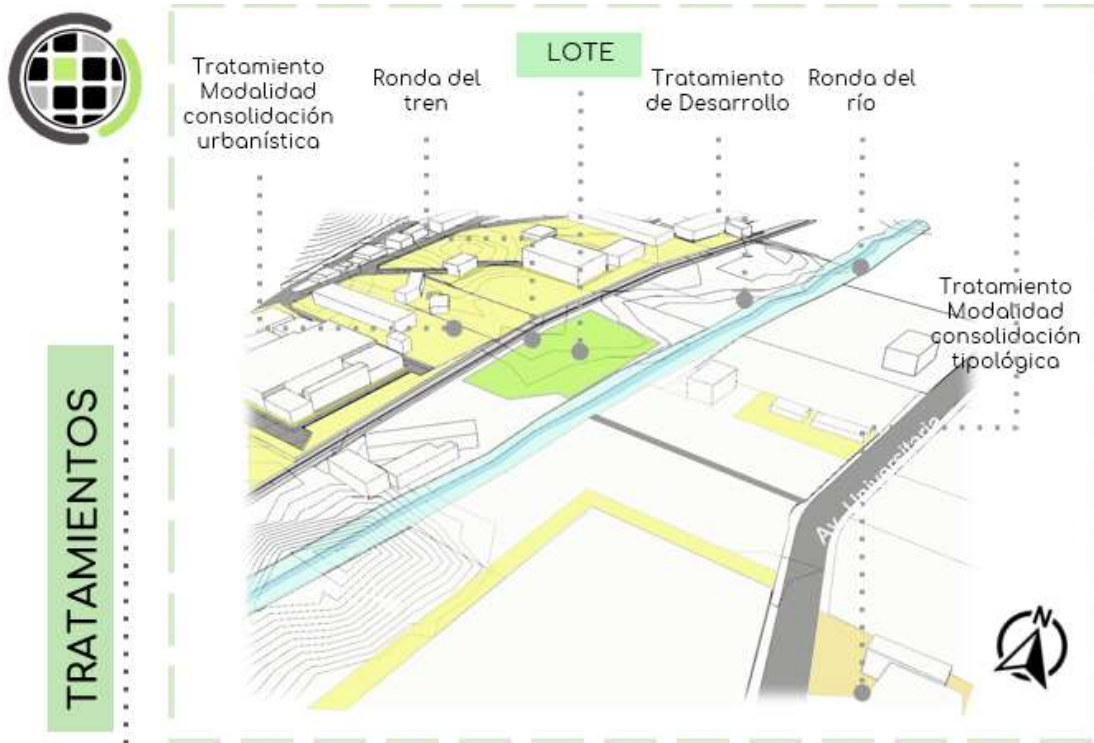 LOTE
Tratamiento
Modalidad
consolidación
urbanística
Ronda del
tren
Tratamiento
de Desarrollo
Ronda del
río
Tratamiento
Modalidad
consolidación
tipológica
Av. Universitaria
TRATAMIENTOS
N